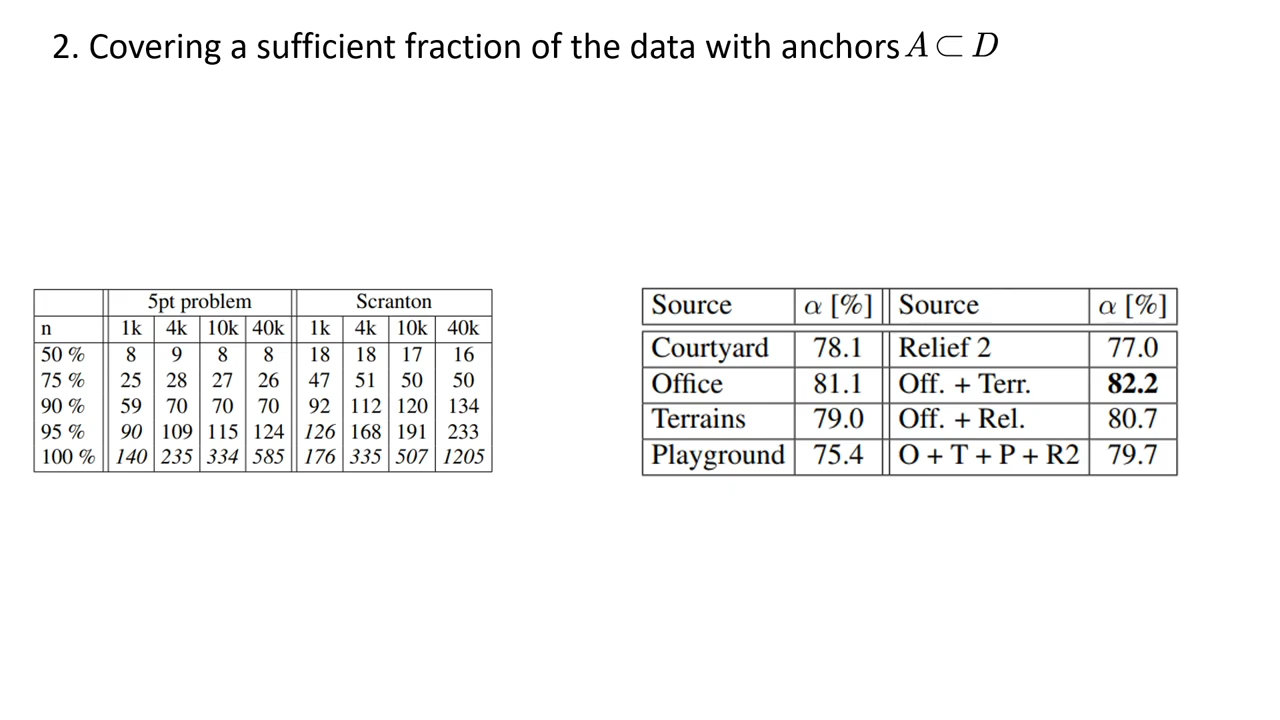 2. Covering a sufficient fraction of the data with anchors A ⊂ D
5pt problem Scranton
n 1k 4k 10k 40k 1k 4k 10k 40k
50 % 8 9 8 8 18 18 17 16
75 % 25 28 27 26 47 51 50 50
90 % 59 70 70 70 92 112 120 134
95 % 90 109 115 124 126 168 191 233
100 % 140 235 334 585 176 335 507 1205
Source α [%] Source α [%]
Courtyard 78.1 Relief 2 77.0
Office 81.1 Off. + Terr. 82.2
Terrains 79.0 Off. + Rel. 80.7
Playground 75.4 O + T + P + R2 79.7